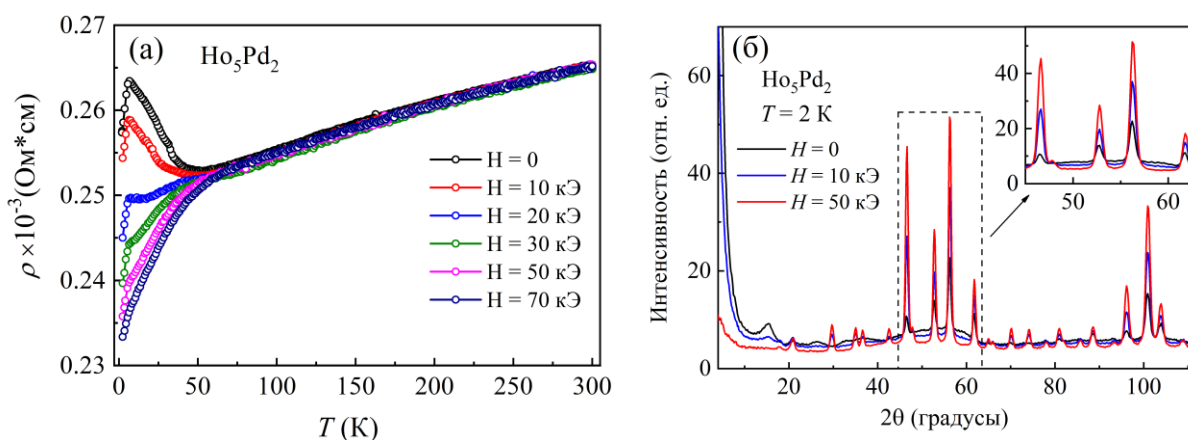 (а)
Ho₅Pd₂
ρ ×10⁻³ (Ом*см)
0.27
0.26
0.25
0.24
0.23
H = 0
H = 10 кЭ
H = 20 кЭ
H = 30 кЭ
H = 50 кЭ
H = 70 кЭ
0 50 100 150 200 250 300
T (К)
(б)
Ho₅Pd₂
T = 2 К
H = 0
H = 10 кЭ
H = 50 кЭ
Интенсивность (отн. ед.)
60
40
20
0
20 40 60 80 100
2θ (градусы)
40
20
0
50 60